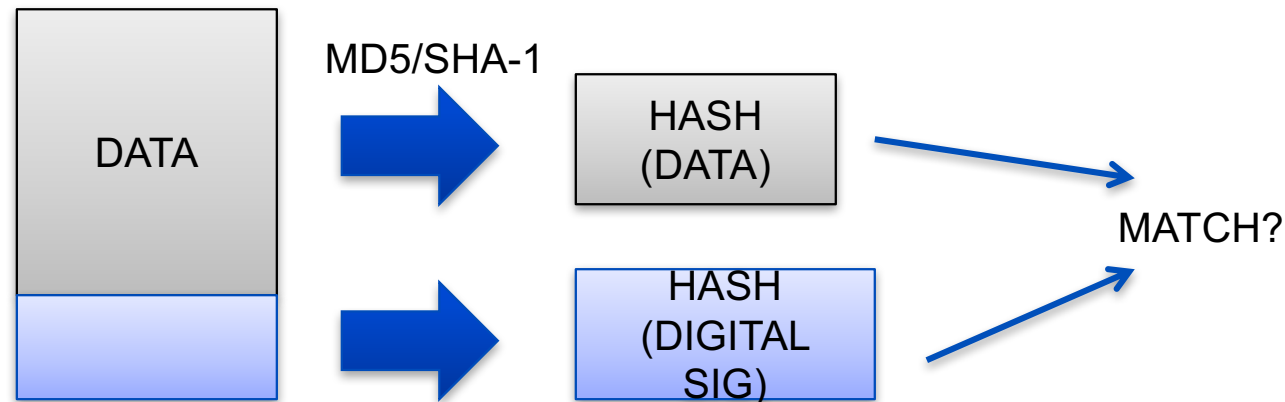 MD5/SHA-1
DATA
HASH
(DATA)
MATCH?
HASH
(DIGITAL
SIG)